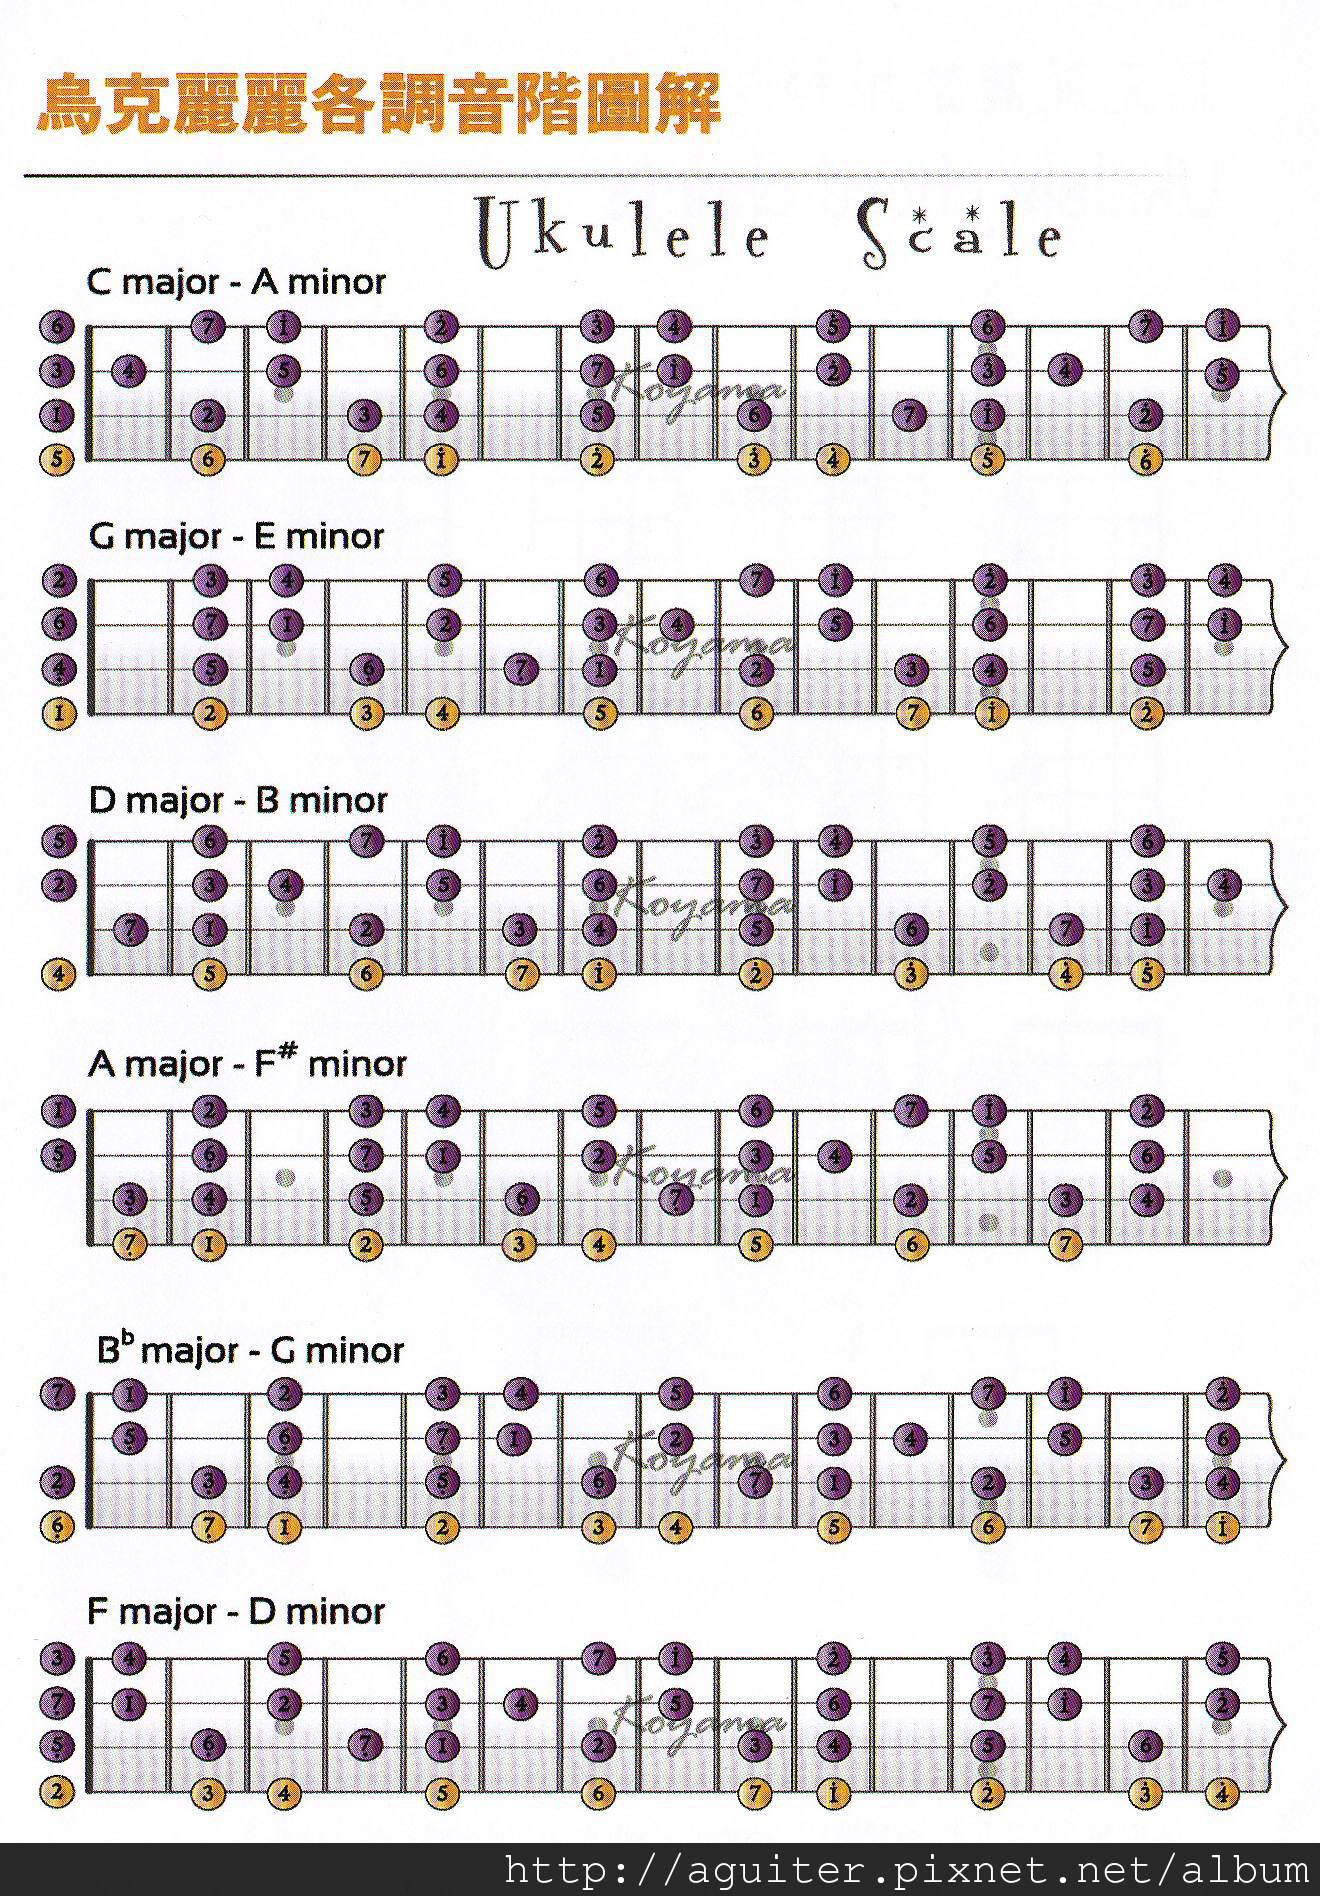 烏克麗麗各調音階圖解
Ukulele Scale
C major - A minor
6 7 1 2 3 4 5 6 7 1
3 4 5 6 7 1 2 3 4 5
1 2 3 4 5 6 7 1 2
5 6 7 1 2 3 4 5 6
Koyama
G major - E minor
2 3 4 5 6 7 1 2 3 4
6 7 1 2 3 4 5 6 7 1
4 5 6 7 1 2 3 4 5
1 2 3 4 5 6 7 1 2
Koyama
D major - B minor
5 6 7 1 2 3 4 5 6
2 3 4 5 6 7 1 2 3 4
7 1 2 3 4 5 6 7 1
4 5 6 7 1 2 3 4 5
Koyama
A major - F# minor
1 2 3 4 5 6 7 1 2
5 6 7 1 2 3 4 5 6
3 4 5 6 7 1 2 3 4
7 1 2 3 4 5 6 7
Koyama
Bb major - G minor
7 1 2 3 4 5 6 7 1 2
5 6 7 1 2 3 4 5 6
2 3 4 5 6 7 1 2 3 4
6 7 1 2 3 4 5 6 7 1
Koyama
F major - D minor
3 4 5 6 7 1 2 3 4 5
7 1 2 3 4 5 6 7 1 2
5 6 7 1 2 3 4 5 6
2 3 4 5 6 7 1 2 3 4
Koyama
http://aguiter.pixnet.net/album